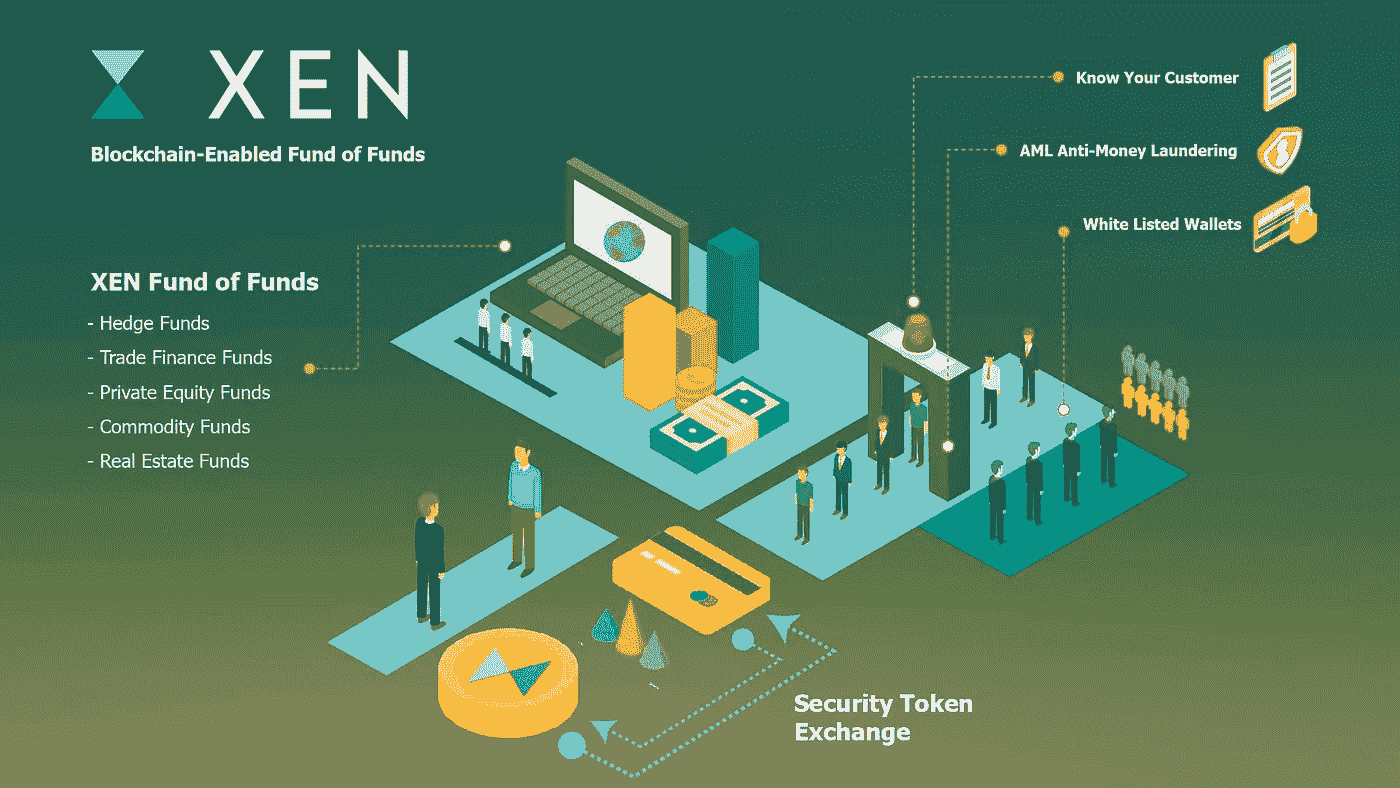 XEN
Blockchain-Enabled Fund of Funds
XEN Fund of Funds
- Hedge Funds
- Trade Finance Funds
- Private Equity Funds
- Commodity Funds
- Real Estate Funds
Know Your Customer
AML Anti-Money Laundering
White Listed Wallets
Security Token
Exchange